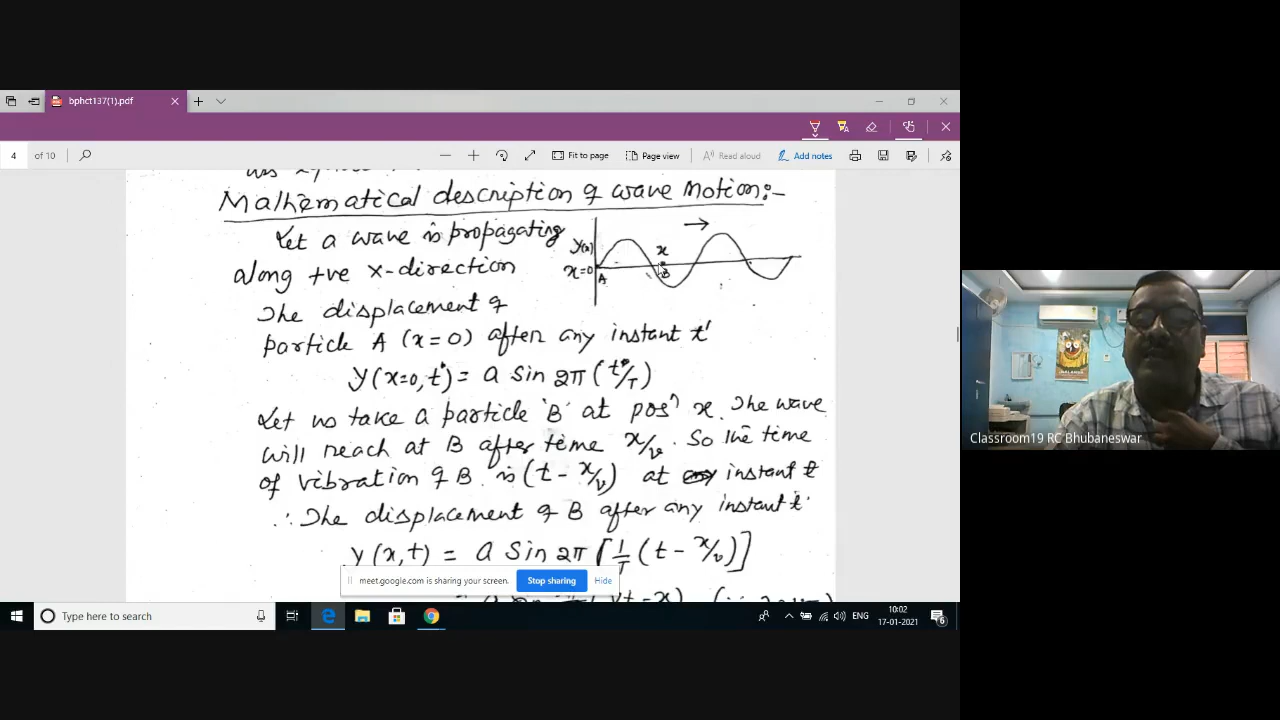 bphct137(1).pdf
4 of 10
Fit to page
Page view
Read aloud
Add notes
Mathematical description of wave Motion:-
Let a wave is propagating
along +ve x-direction
y(x)
x=0
A
x
B
The displacement of
particle A (x=0) after any instant t'
y(x=0, t) = a Sin 2π (t/T)
Let us take a particle 'B' at posⁿ x. The wave
will reach at B after time x/v. So the time
of vibration of B is (t - x/v) at any instant t
∴ The displacement of B after any instant t
y(x,t) = a Sin 2π [1/T (t - x/v)]
meet.google.com is sharing your screen.
Stop sharing
Hide
Classroom19 RC Bhubaneswar
Type here to search
ENG
10:02
17-01-2021
6